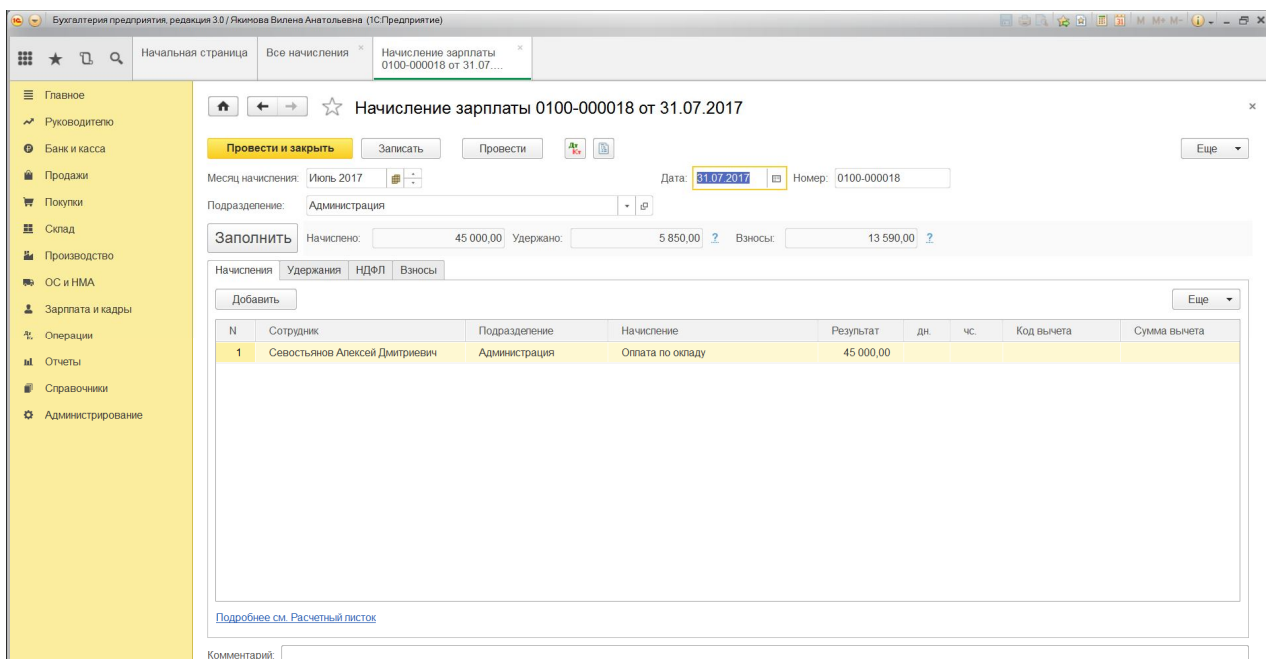 Бухгалтерия предприятия, редакция 3.0 / Якимова Вилена Анатольевна (1С:Предприятие)
M M+ M-
Начальная страница
Все начисления
Начисление зарплаты
0100-000018 от 31.07....
Главное
Руководителю
Банк и касса
Продажи
Покупки
Склад
Производство
ОС и НМА
Зарплата и кадры
Операции
Отчеты
Справочники
Администрирование
Начисление зарплаты 0100-000018 от 31.07.2017
Провести и закрыть Записать Провести Дт Кт Еще
Месяц начисления: Июль 2017 Дата: 31.07.2017 Номер: 0100-000018
Подразделение: Администрация
Заполнить Начислено: 45 000,00 Удержано: 5 850,00 ? Взносы: 13 590,00 ?
Начисления Удержания НДФЛ Взносы
Добавить Еще
N Сотрудник Подразделение Начисление Результат дн. чс. Код вычета Сумма вычета
1 Севостьянов Алексей Дмитриевич Администрация Оплата по окладу 45 000,00
Подробнее см. Расчетный листок
Комментарий: